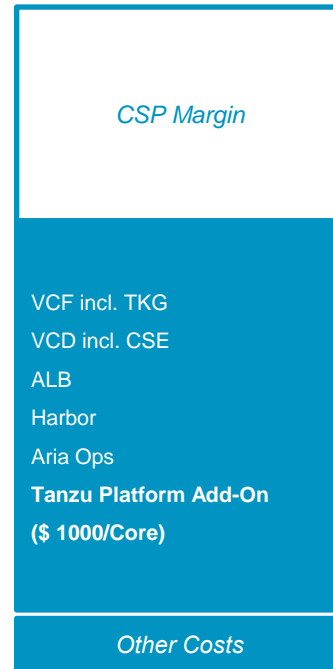 CSP Margin
VCF incl. TKG
VCD incl. CSE
ALB
Harbor
Aria Ops
Tanzu Platform Add-On
($ 1000/Core)
Other Costs